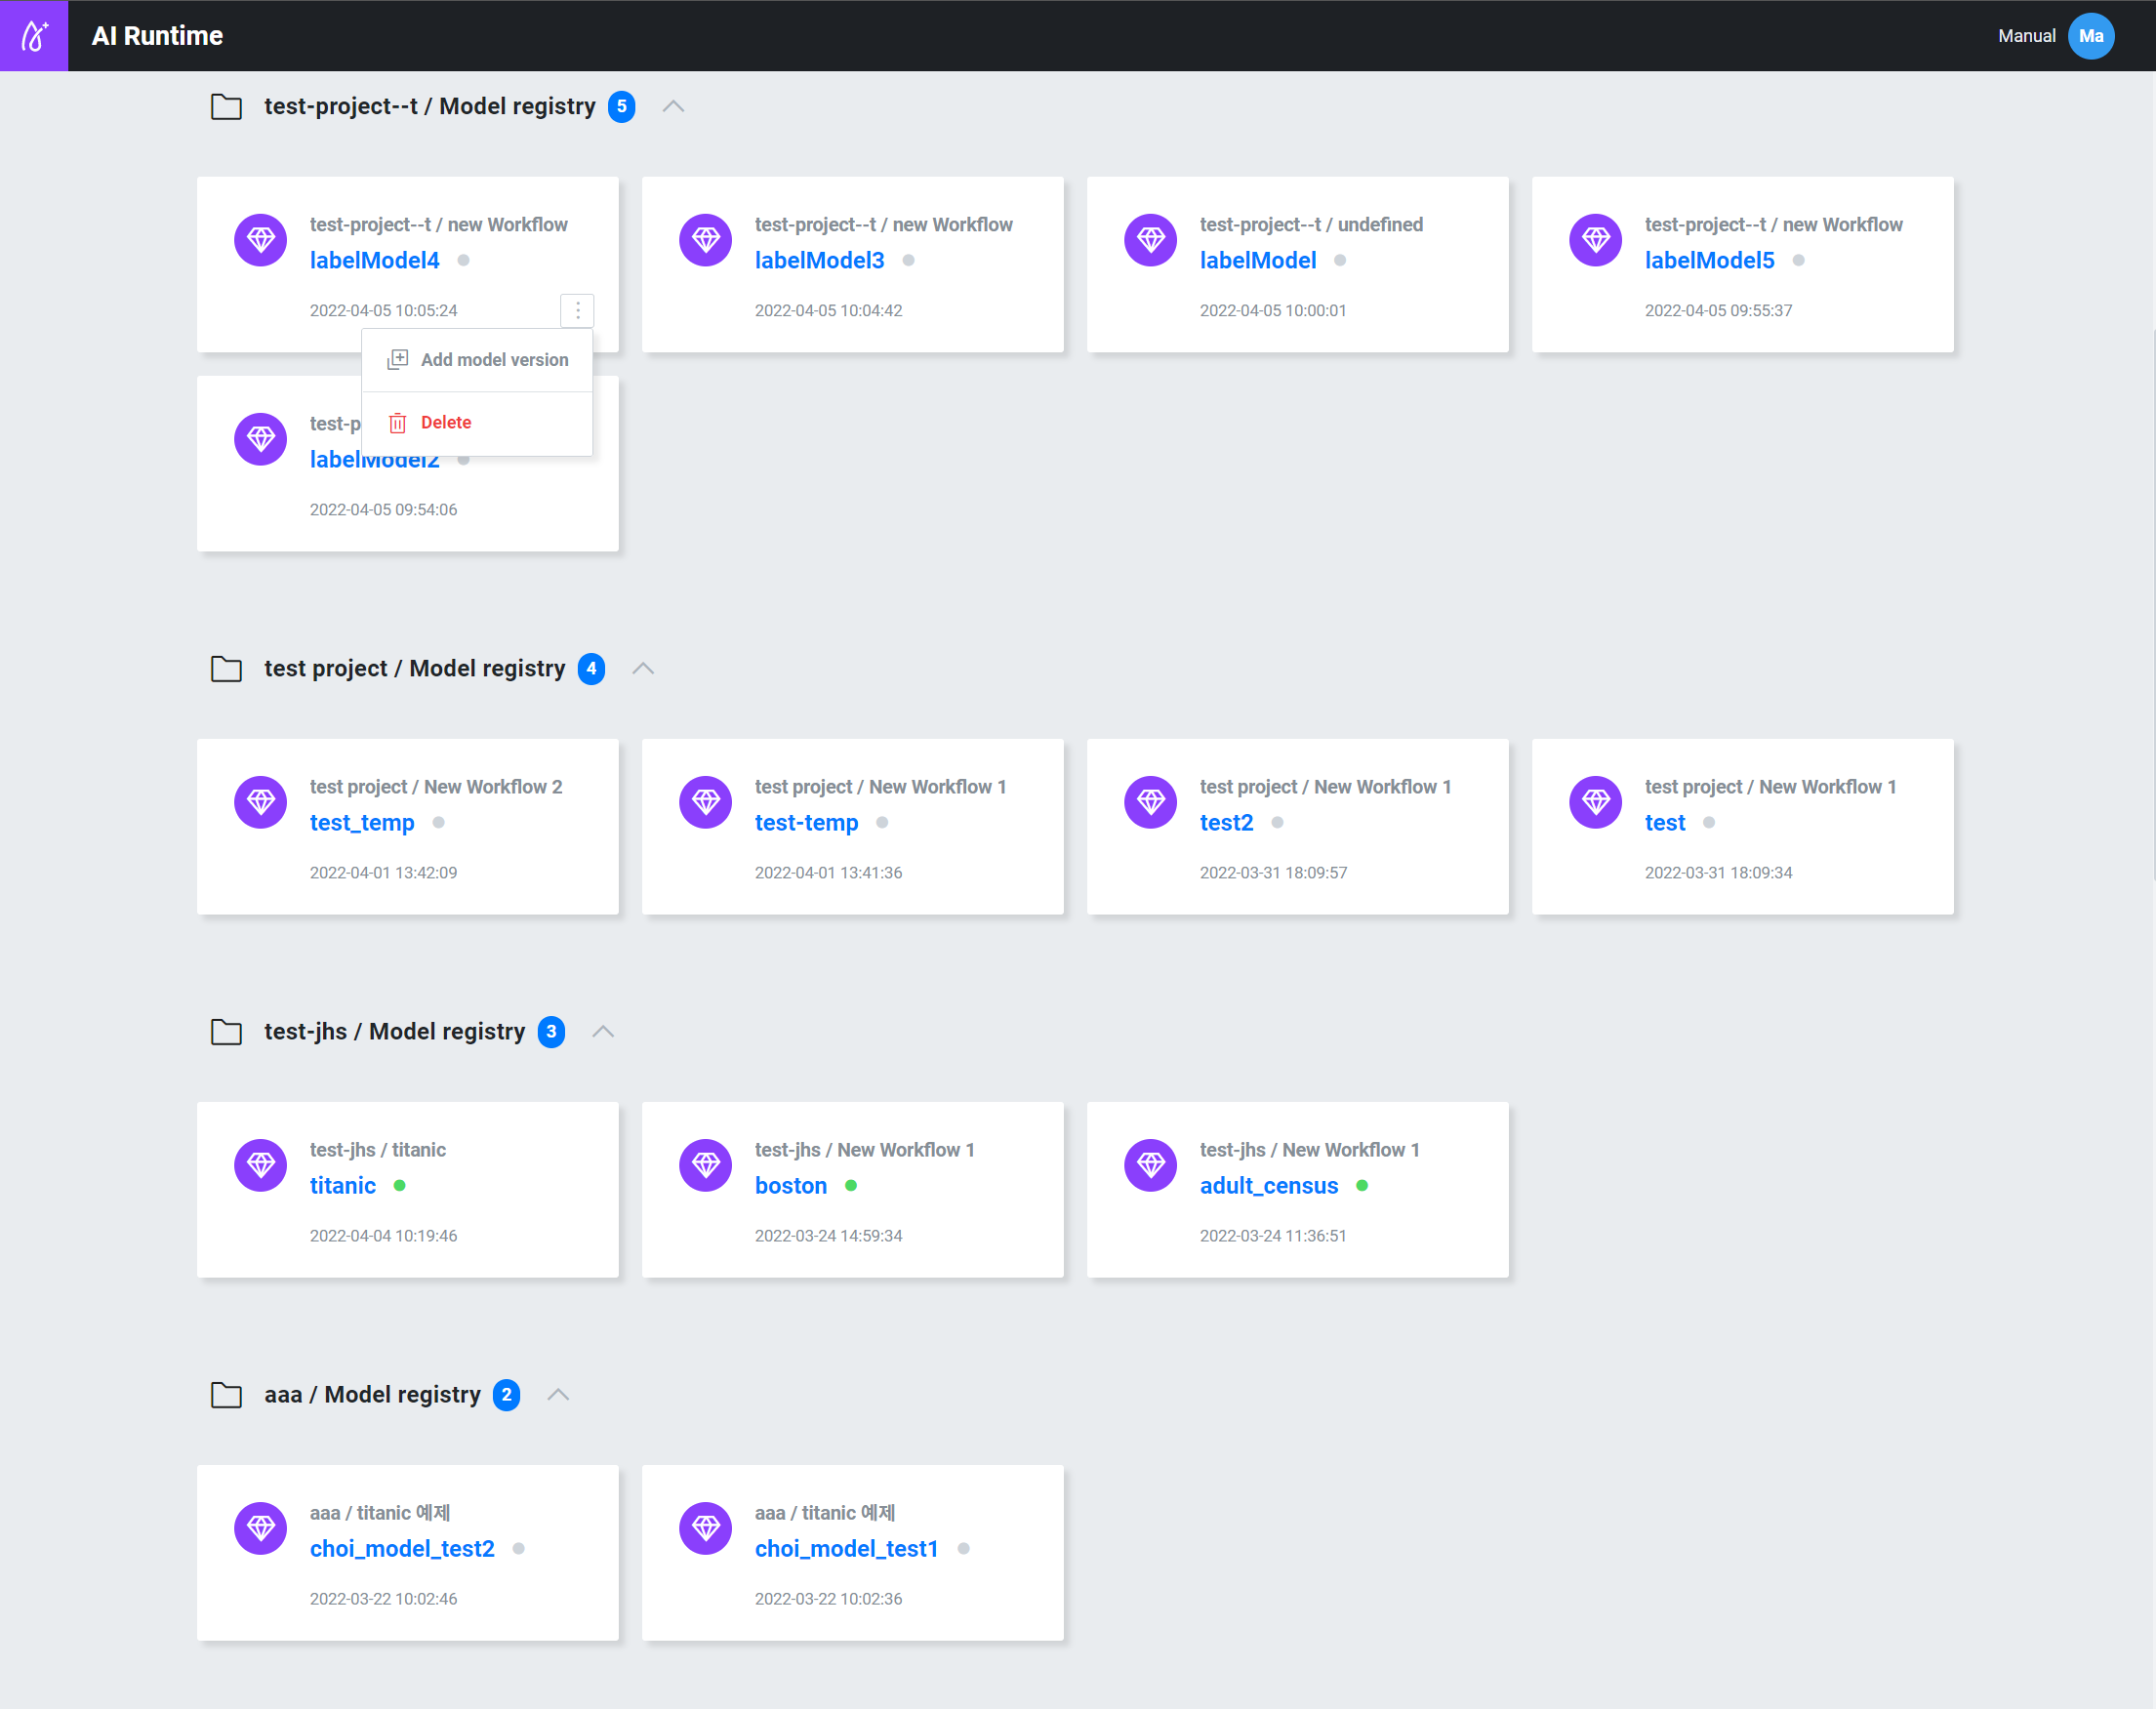 AI Runtime
Manual
Ma
test-project--t / Model registry 5
test-project--t / new Workflow
labelModel4
2022-04-05 10:05:24
test-project--t / new Workflow
labelModel3
2022-04-05 10:04:42
test-project--t / undefined
labelModel
2022-04-05 10:00:01
test-project--t / new Workflow
labelModel5
2022-04-05 09:55:37
Add model version
Delete
test-p
labelModel2
2022-04-05 09:54:06
test project / Model registry 4
test project / New Workflow 2
test_temp
2022-04-01 13:42:09
test project / New Workflow 1
test-temp
2022-04-01 13:41:36
test project / New Workflow 1
test2
2022-03-31 18:09:57
test project / New Workflow 1
test
2022-03-31 18:09:34
test-jhs / Model registry 3
test-jhs / titanic
titanic
2022-04-04 10:19:46
test-jhs / New Workflow 1
boston
2022-03-24 14:59:34
test-jhs / New Workflow 1
adult_census
2022-03-24 11:36:51
aaa / Model registry 2
aaa / titanic 예제
choi_model_test2
2022-03-22 10:02:46
aaa / titanic 예제
choi_model_test1
2022-03-22 10:02:36